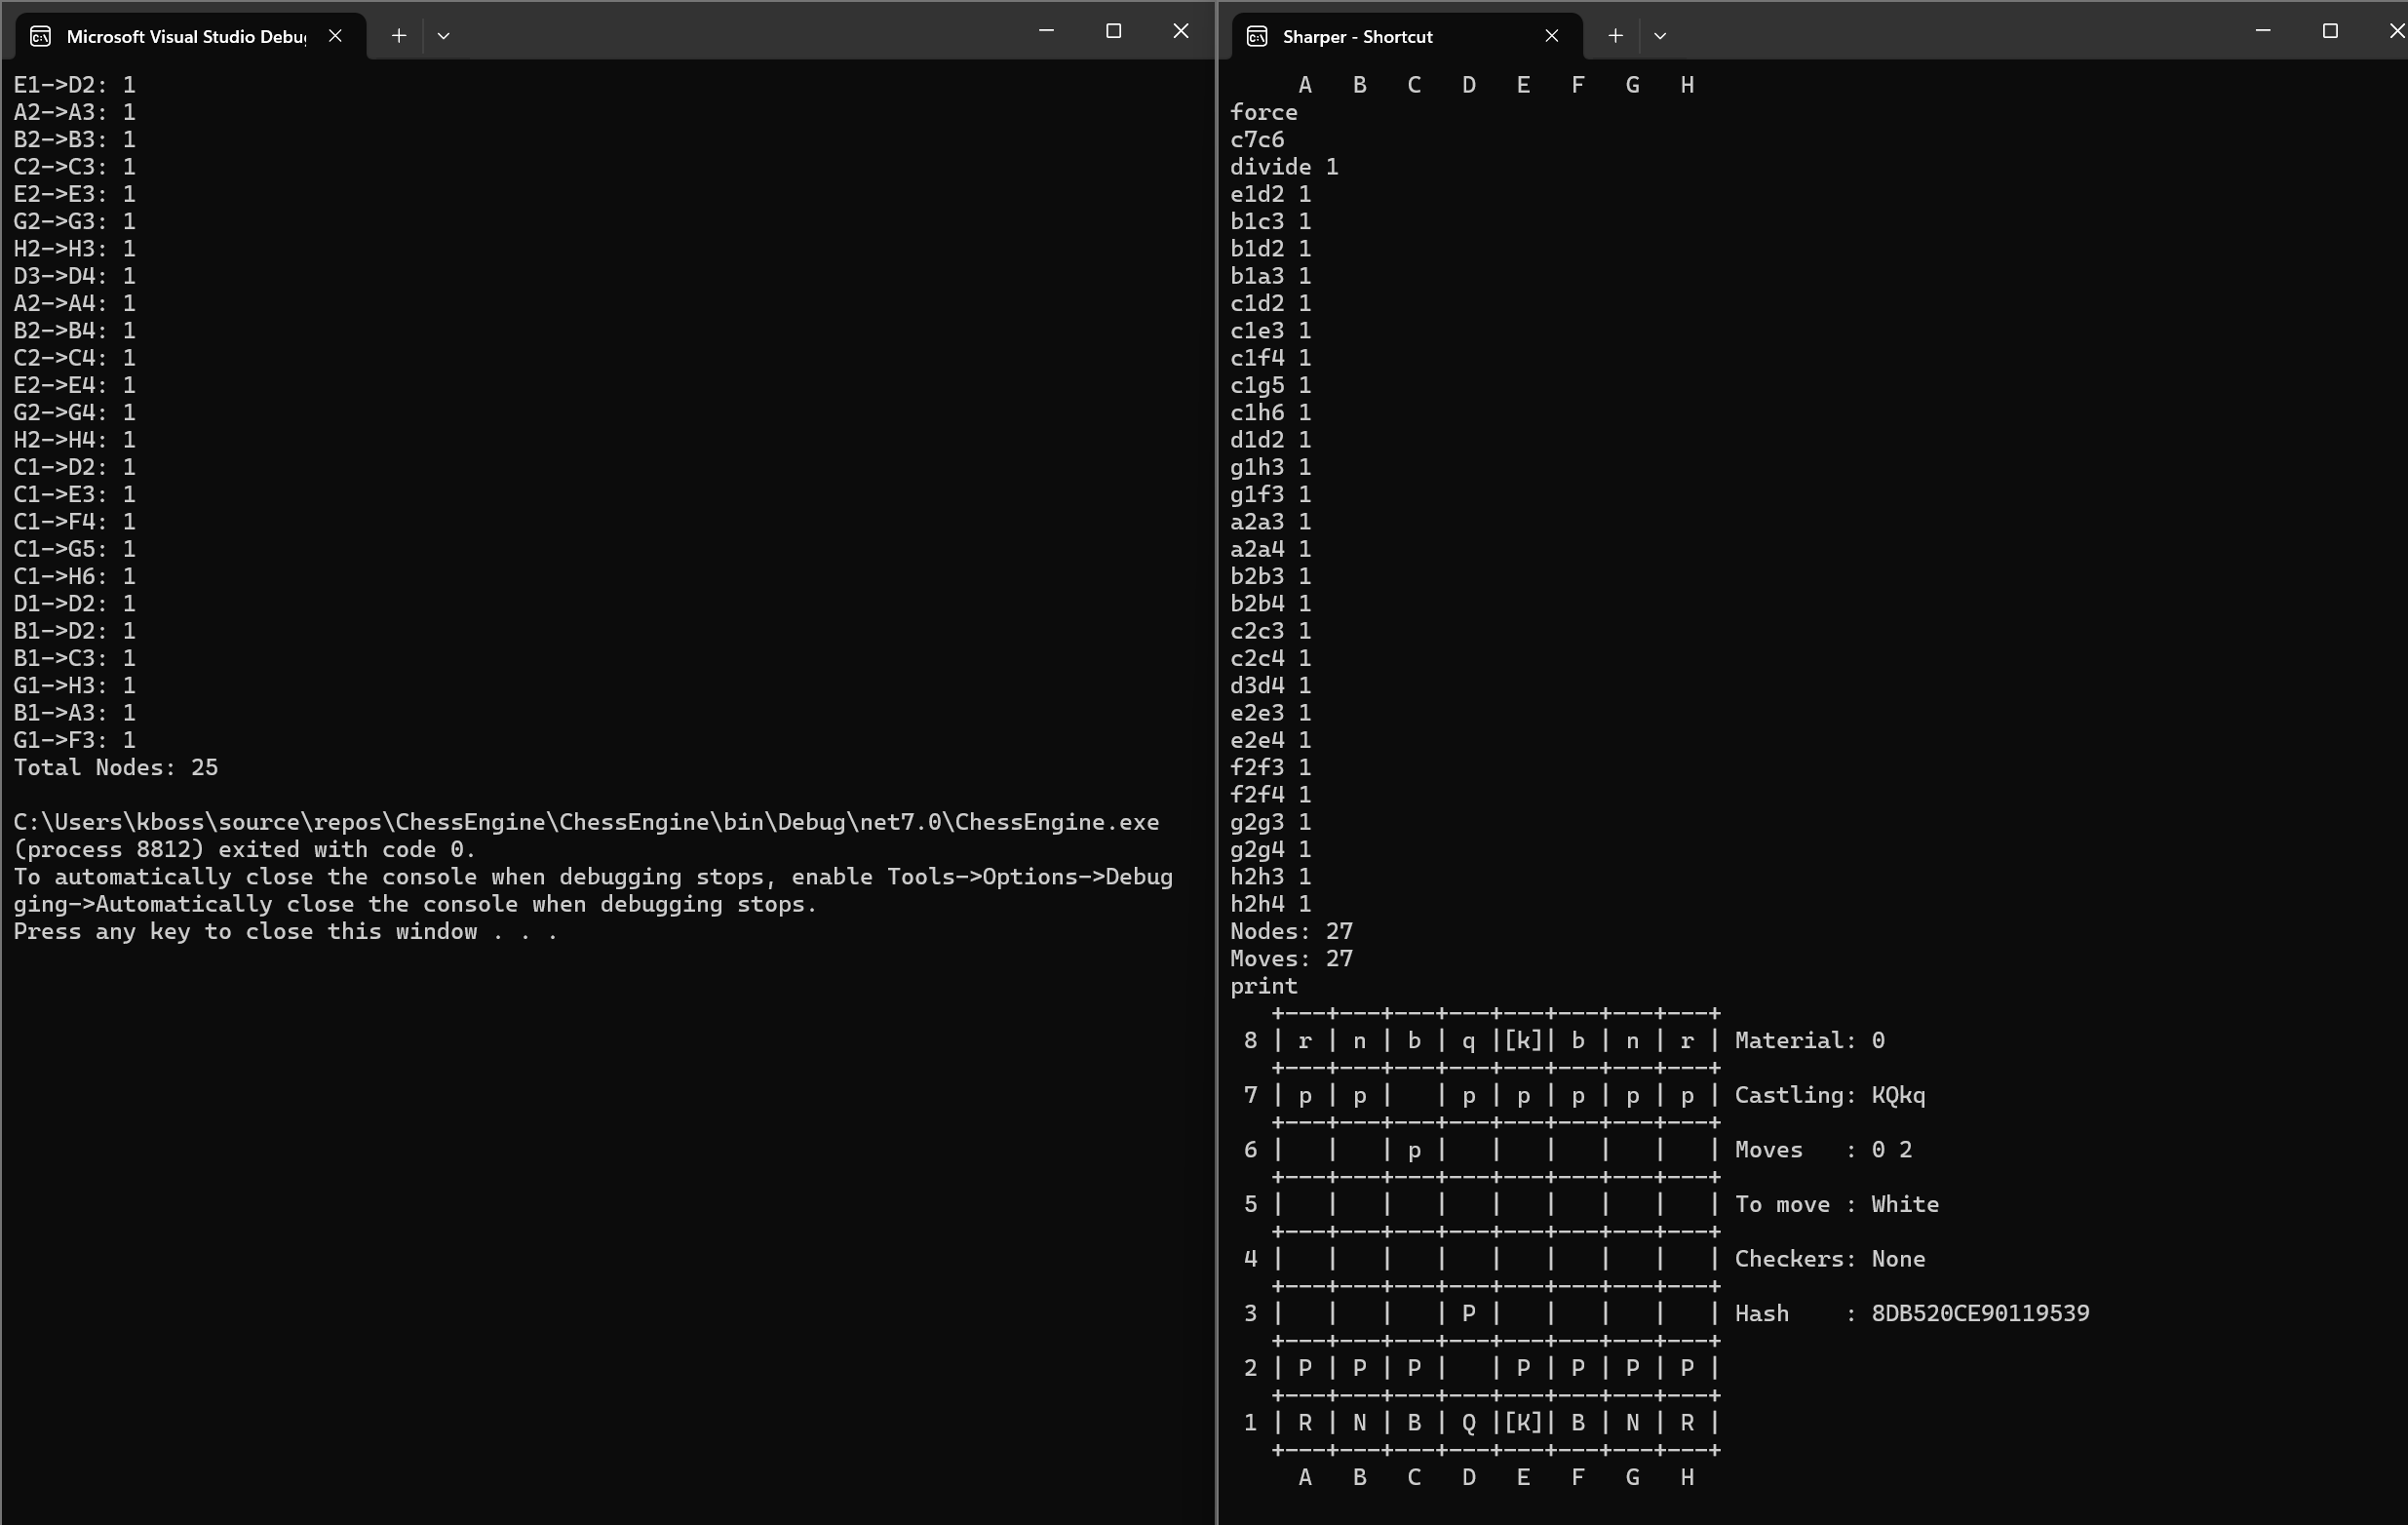 Microsoft Visual Studio Debug
E1->D2: 1
A2->A3: 1
B2->B3: 1
C2->C3: 1
E2->E3: 1
G2->G3: 1
H2->H3: 1
D3->D4: 1
A2->A4: 1
B2->B4: 1
C2->C4: 1
E2->E4: 1
G2->G4: 1
H2->H4: 1
C1->D2: 1
C1->E3: 1
C1->F4: 1
C1->G5: 1
C1->H6: 1
D1->D2: 1
B1->D2: 1
B1->C3: 1
G1->H3: 1
B1->A3: 1
G1->F3: 1
Total Nodes: 25
C:\Users\kboss\source\repos\ChessEngine\ChessEngine\bin\Debug\net7.0\ChessEngine.exe
(process 8812) exited with code 0.
To automatically close the console when debugging stops, enable Tools->Options->Debug
ging->Automatically close the console when debugging stops.
Press any key to close this window . . .
Sharper - Shortcut
A B C D E F G H
force
c7c6
divide 1
e1d2 1
b1c3 1
b1d2 1
b1a3 1
c1d2 1
c1e3 1
c1f4 1
c1g5 1
c1h6 1
d1d2 1
g1h3 1
g1f3 1
a2a3 1
a2a4 1
b2b3 1
b2b4 1
c2c3 1
c2c4 1
d3d4 1
e2e3 1
e2e4 1
f2f3 1
f2f4 1
g2g3 1
g2g4 1
h2h3 1
h2h4 1
Nodes: 27
Moves: 27
print
+---+---+---+---+---+---+---+---+
8 | r | n | b | q |[k]| b | n | r | Material: 0
+---+---+---+---+---+---+---+---+
7 | p | p |   | p | p | p | p | p | Castling: KQkq
+---+---+---+---+---+---+---+---+
6 |   |   | p |   |   |   |   |   | Moves   : 0 2
+---+---+---+---+---+---+---+---+
5 |   |   |   |   |   |   |   |   | To move : White
+---+---+---+---+---+---+---+---+
4 |   |   |   |   |   |   |   |   | Checkers: None
+---+---+---+---+---+---+---+---+
3 |   |   |   | P |   |   |   |   | Hash    : 8DB520CE90119539
+---+---+---+---+---+---+---+---+
2 | P | P | P |   | P | P | P | P |
+---+---+---+---+---+---+---+---+
1 | R | N | B | Q |[K]| B | N | R |
+---+---+---+---+---+---+---+---+
A B C D E F G H